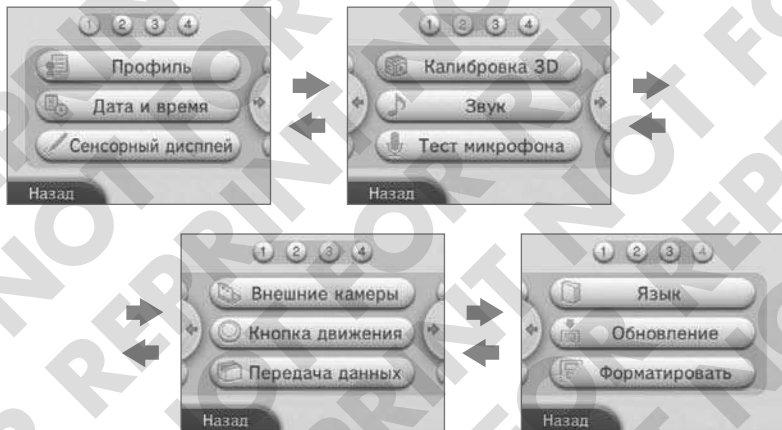 1 2 3 4
Профиль
Дата и время
Сенсорный дисплей
Назад
1 2 3 4
Калибровка 3D
Звук
Тест микрофона
Назад
1 2 3 4
Внешние камеры
Кнопка движения
Передача данных
Назад
1 2 3 4
Язык
Обновление
Форматировать
Назад